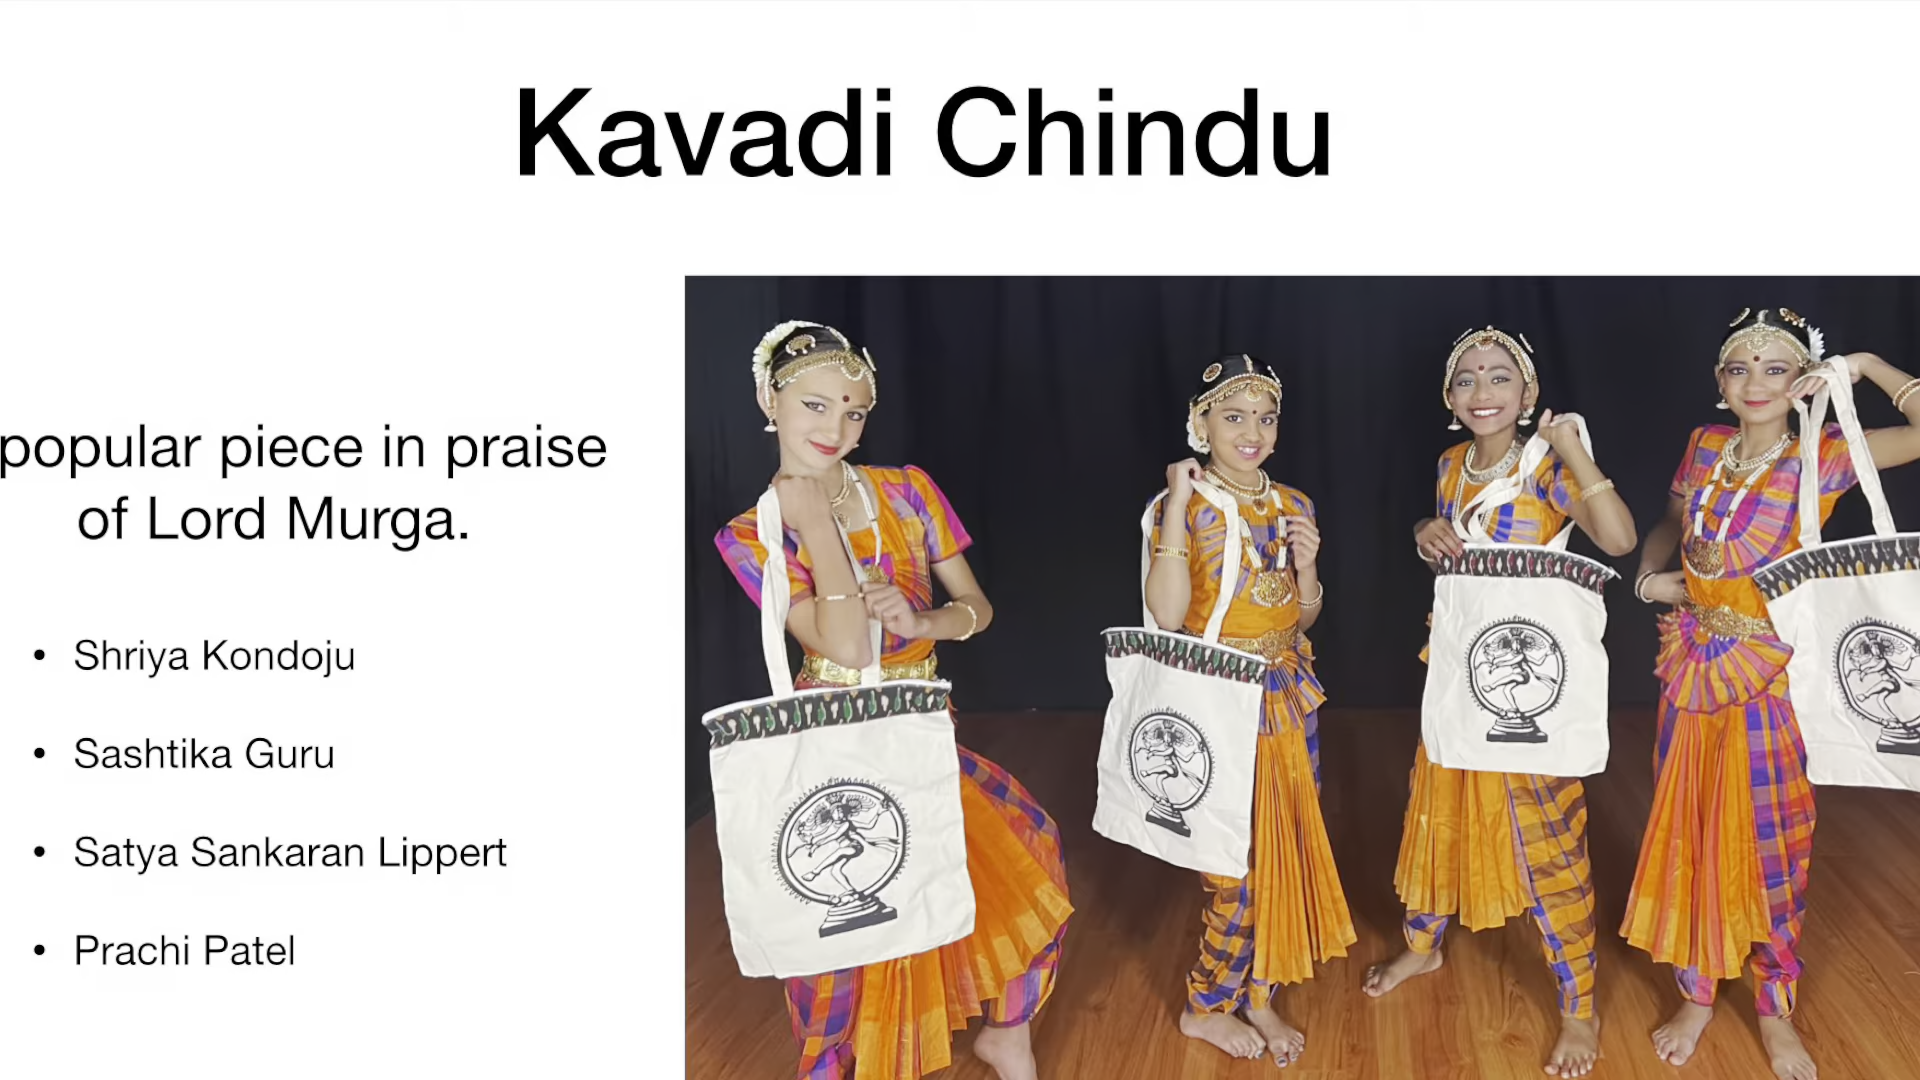 Kavadi Chindu
popular piece in praise
of Lord Murga.
• Shriya Kondoju
• Sashtika Guru
• Satya Sankaran Lippert
• Prachi Patel